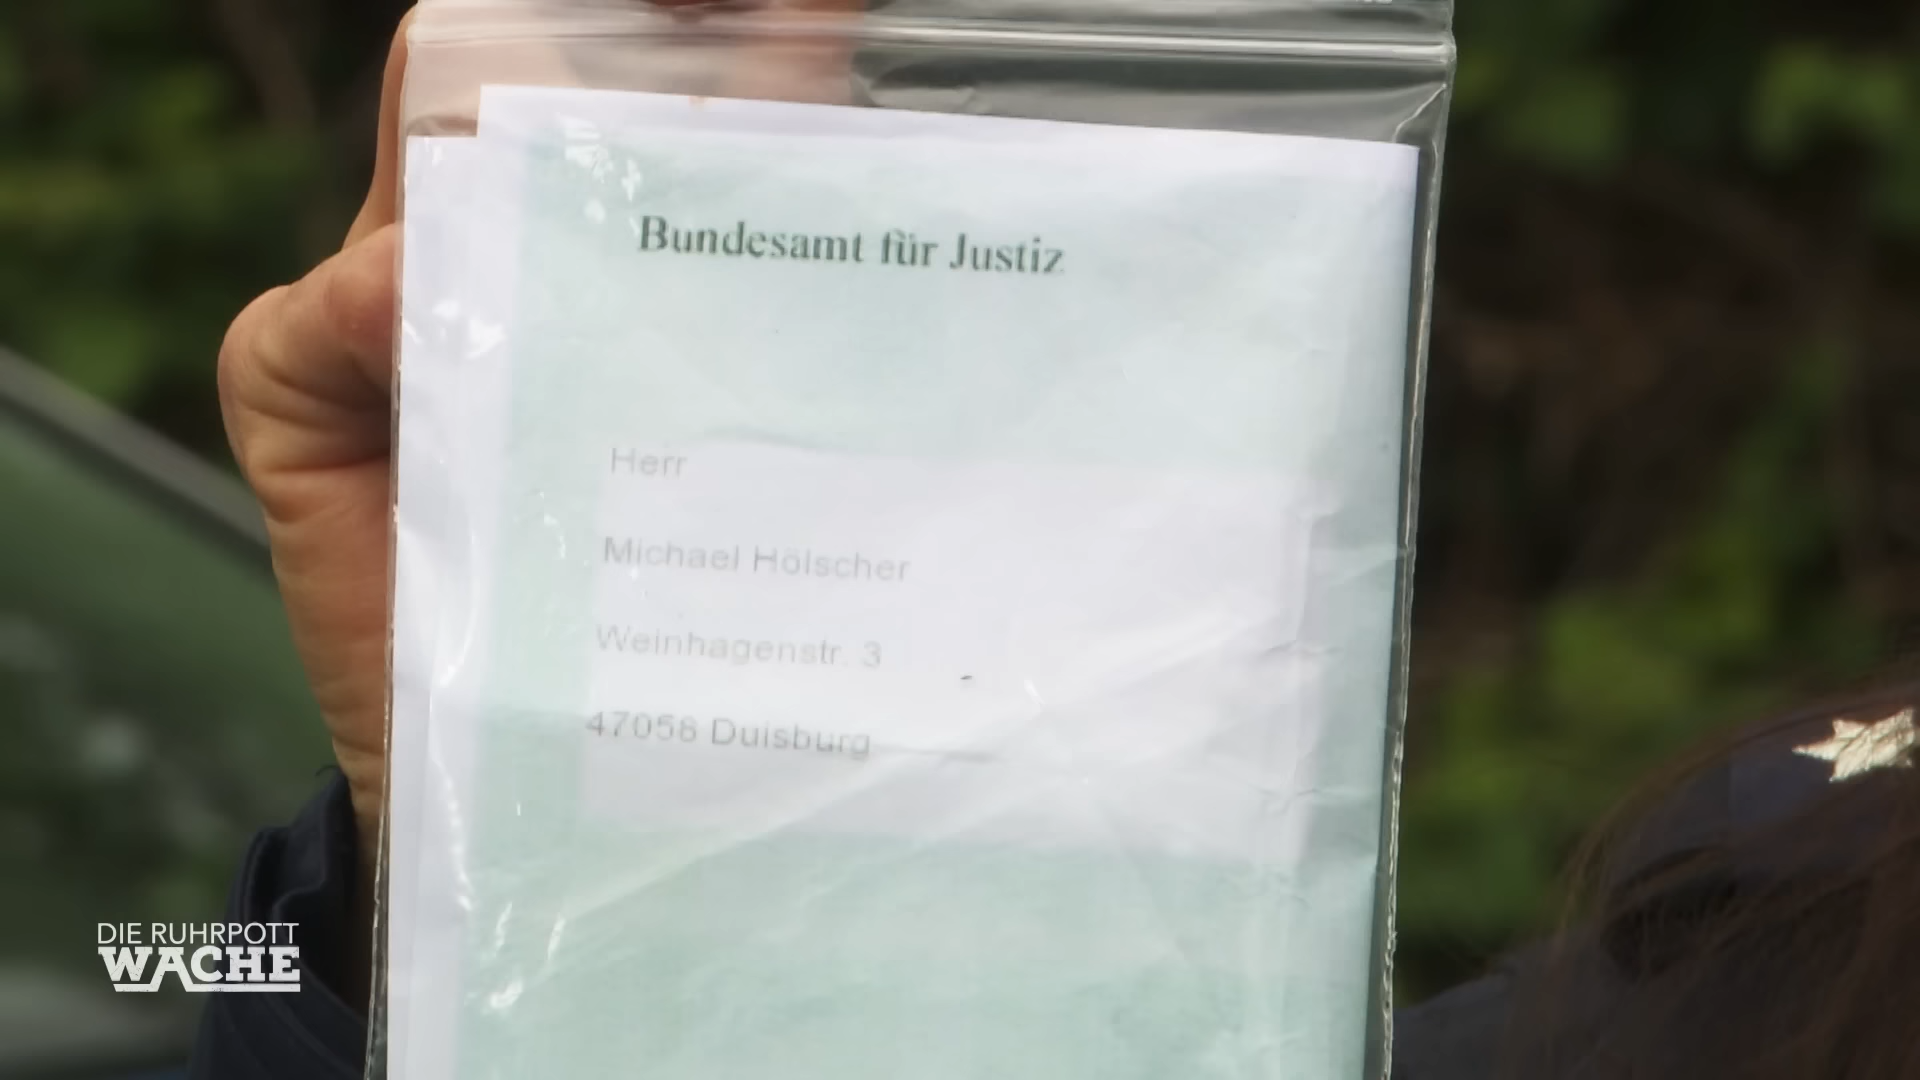 Bundesamt für Justiz
Herr
Michael Hölscher
Weinhagenstr. 3
47058 Duisburg
DIE RUHRPOTT
WACHE